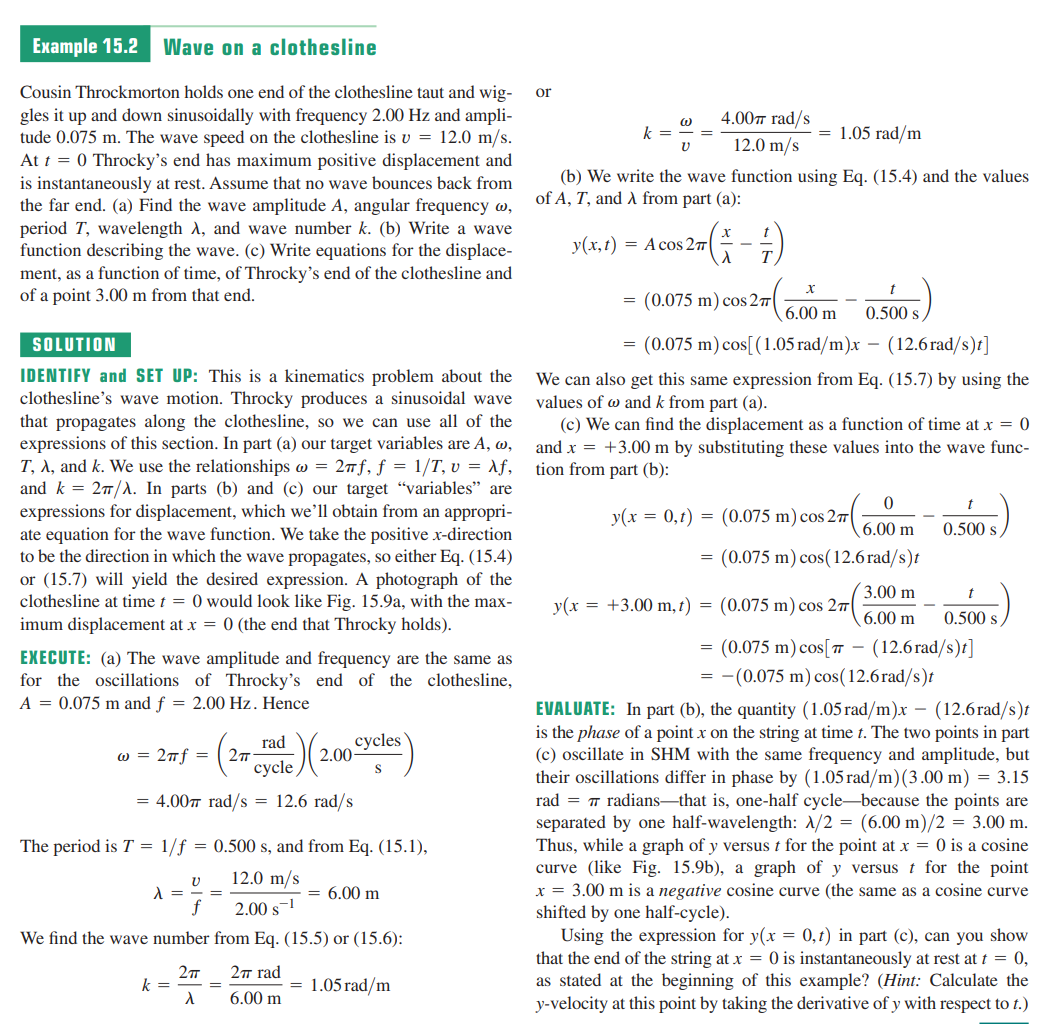 Example 15.2 Wave on a clothesline
Cousin Throckmorton holds one end of the clothesline taut and wig-
gles it up and down sinusoidally with frequency 2.00 Hz and ampli-
tude 0.075 m. The wave speed on the clothesline is v = 12.0 m/s.
At t = 0 Throcky's end has maximum positive displacement and
is instantaneously at rest. Assume that no wave bounces back from
the far end. (a) Find the wave amplitude A, angular frequency ω,
period T, wavelength λ, and wave number k. (b) Write a wave
function describing the wave. (c) Write equations for the displace-
ment, as a function of time, of Throcky's end of the clothesline and
of a point 3.00 m from that end.
SOLUTION
IDENTIFY and SET UP: This is a kinematics problem about the
clothesline's wave motion. Throcky produces a sinusoidal wave
that propagates along the clothesline, so we can use all of the
expressions of this section. In part (a) our target variables are A, ω,
T, λ, and k. We use the relationships ω = 2πf, f = 1/T, v = λf,
and k = 2π/λ. In parts (b) and (c) our target "variables" are
expressions for displacement, which we'll obtain from an appropri-
ate equation for the wave function. We take the positive x-direction
to be the direction in which the wave propagates, so either Eq. (15.4)
or (15.7) will yield the desired expression. A photograph of the
clothesline at time t = 0 would look like Fig. 15.9a, with the max-
imum displacement at x = 0 (the end that Throcky holds).
EXECUTE: (a) The wave amplitude and frequency are the same as
for the oscillations of Throcky's end of the clothesline,
A = 0.075 m and f = 2.00 Hz. Hence
ω = 2πf = (2π rad/cycle)(2.00 cycles/s)
= 4.00π rad/s = 12.6 rad/s
The period is T = 1/f = 0.500 s, and from Eq. (15.1),
λ = v/f = 12.0 m/s / 2.00 s⁻¹ = 6.00 m
We find the wave number from Eq. (15.5) or (15.6):
k = 2π/λ = 2π rad / 6.00 m = 1.05 rad/m
or
k = ω/v = 4.00π rad/s / 12.0 m/s = 1.05 rad/m
(b) We write the wave function using Eq. (15.4) and the values
of A, T, and λ from part (a):
y(x, t) = A cos 2π(x/λ − t/T)
= (0.075 m) cos 2π(x/6.00 m − t/0.500 s)
= (0.075 m) cos[(1.05 rad/m)x − (12.6 rad/s)t]
We can also get this same expression from Eq. (15.7) by using the
values of ω and k from part (a).
(c) We can find the displacement as a function of time at x = 0
and x = +3.00 m by substituting these values into the wave func-
tion from part (b):
y(x = 0, t) = (0.075 m) cos 2π(0/6.00 m − t/0.500 s)
= (0.075 m) cos(12.6 rad/s)t
y(x = +3.00 m, t) = (0.075 m) cos 2π(3.00 m/6.00 m − t/0.500 s)
= (0.075 m) cos[π − (12.6 rad/s)t]
= −(0.075 m) cos(12.6 rad/s)t
EVALUATE: In part (b), the quantity (1.05 rad/m)x − (12.6 rad/s)t
is the phase of a point x on the string at time t. The two points in part
(c) oscillate in SHM with the same frequency and amplitude, but
their oscillations differ in phase by (1.05 rad/m)(3.00 m) = 3.15
rad = π radians—that is, one-half cycle—because the points are
separated by one half-wavelength: λ/2 = (6.00 m)/2 = 3.00 m.
Thus, while a graph of y versus t for the point at x = 0 is a cosine
curve (like Fig. 15.9b), a graph of y versus t for the point
x = 3.00 m is a negative cosine curve (the same as a cosine curve
shifted by one half-cycle).
Using the expression for y(x = 0, t) in part (c), can you show
that the end of the string at x = 0 is instantaneously at rest at t = 0,
as stated at the beginning of this example? (Hint: Calculate the
y-velocity at this point by taking the derivative of y with respect to t.)